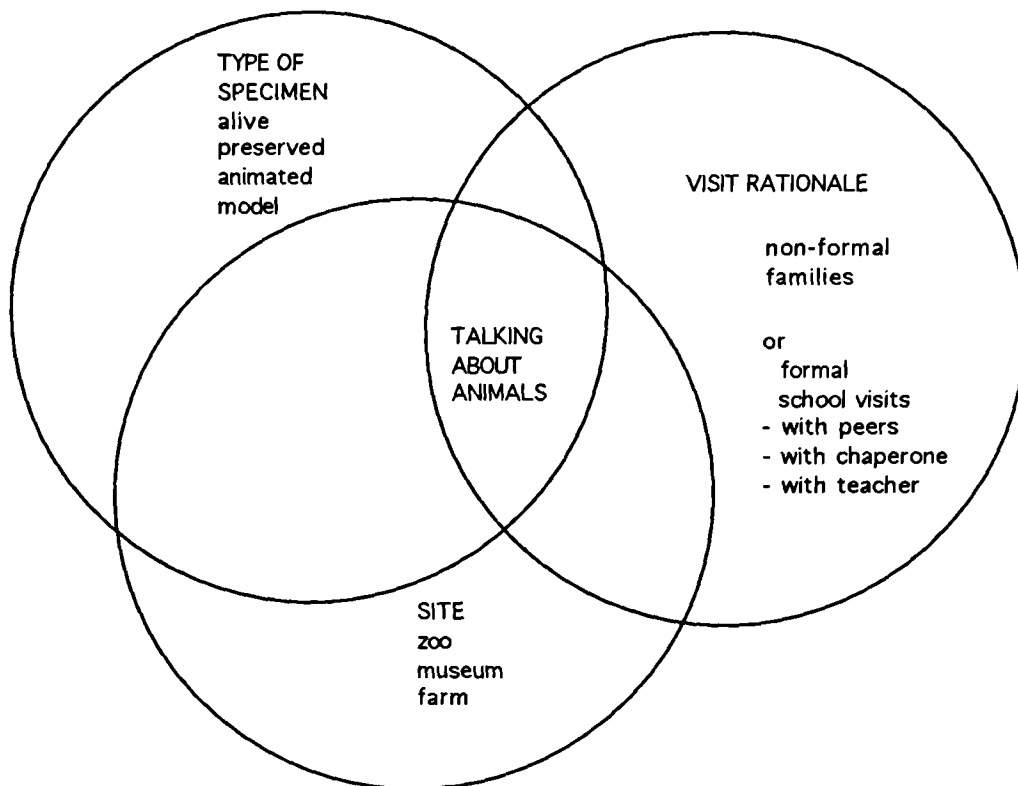 TYPE OF
SPECIMEN
alive
preserved
animated
model
VISIT RATIONALE
non-formal
families
or
formal
school visits
- with peers
- with chaperone
- with teacher
TALKING
ABOUT
ANIMALS
SITE
zoo
museum
farm